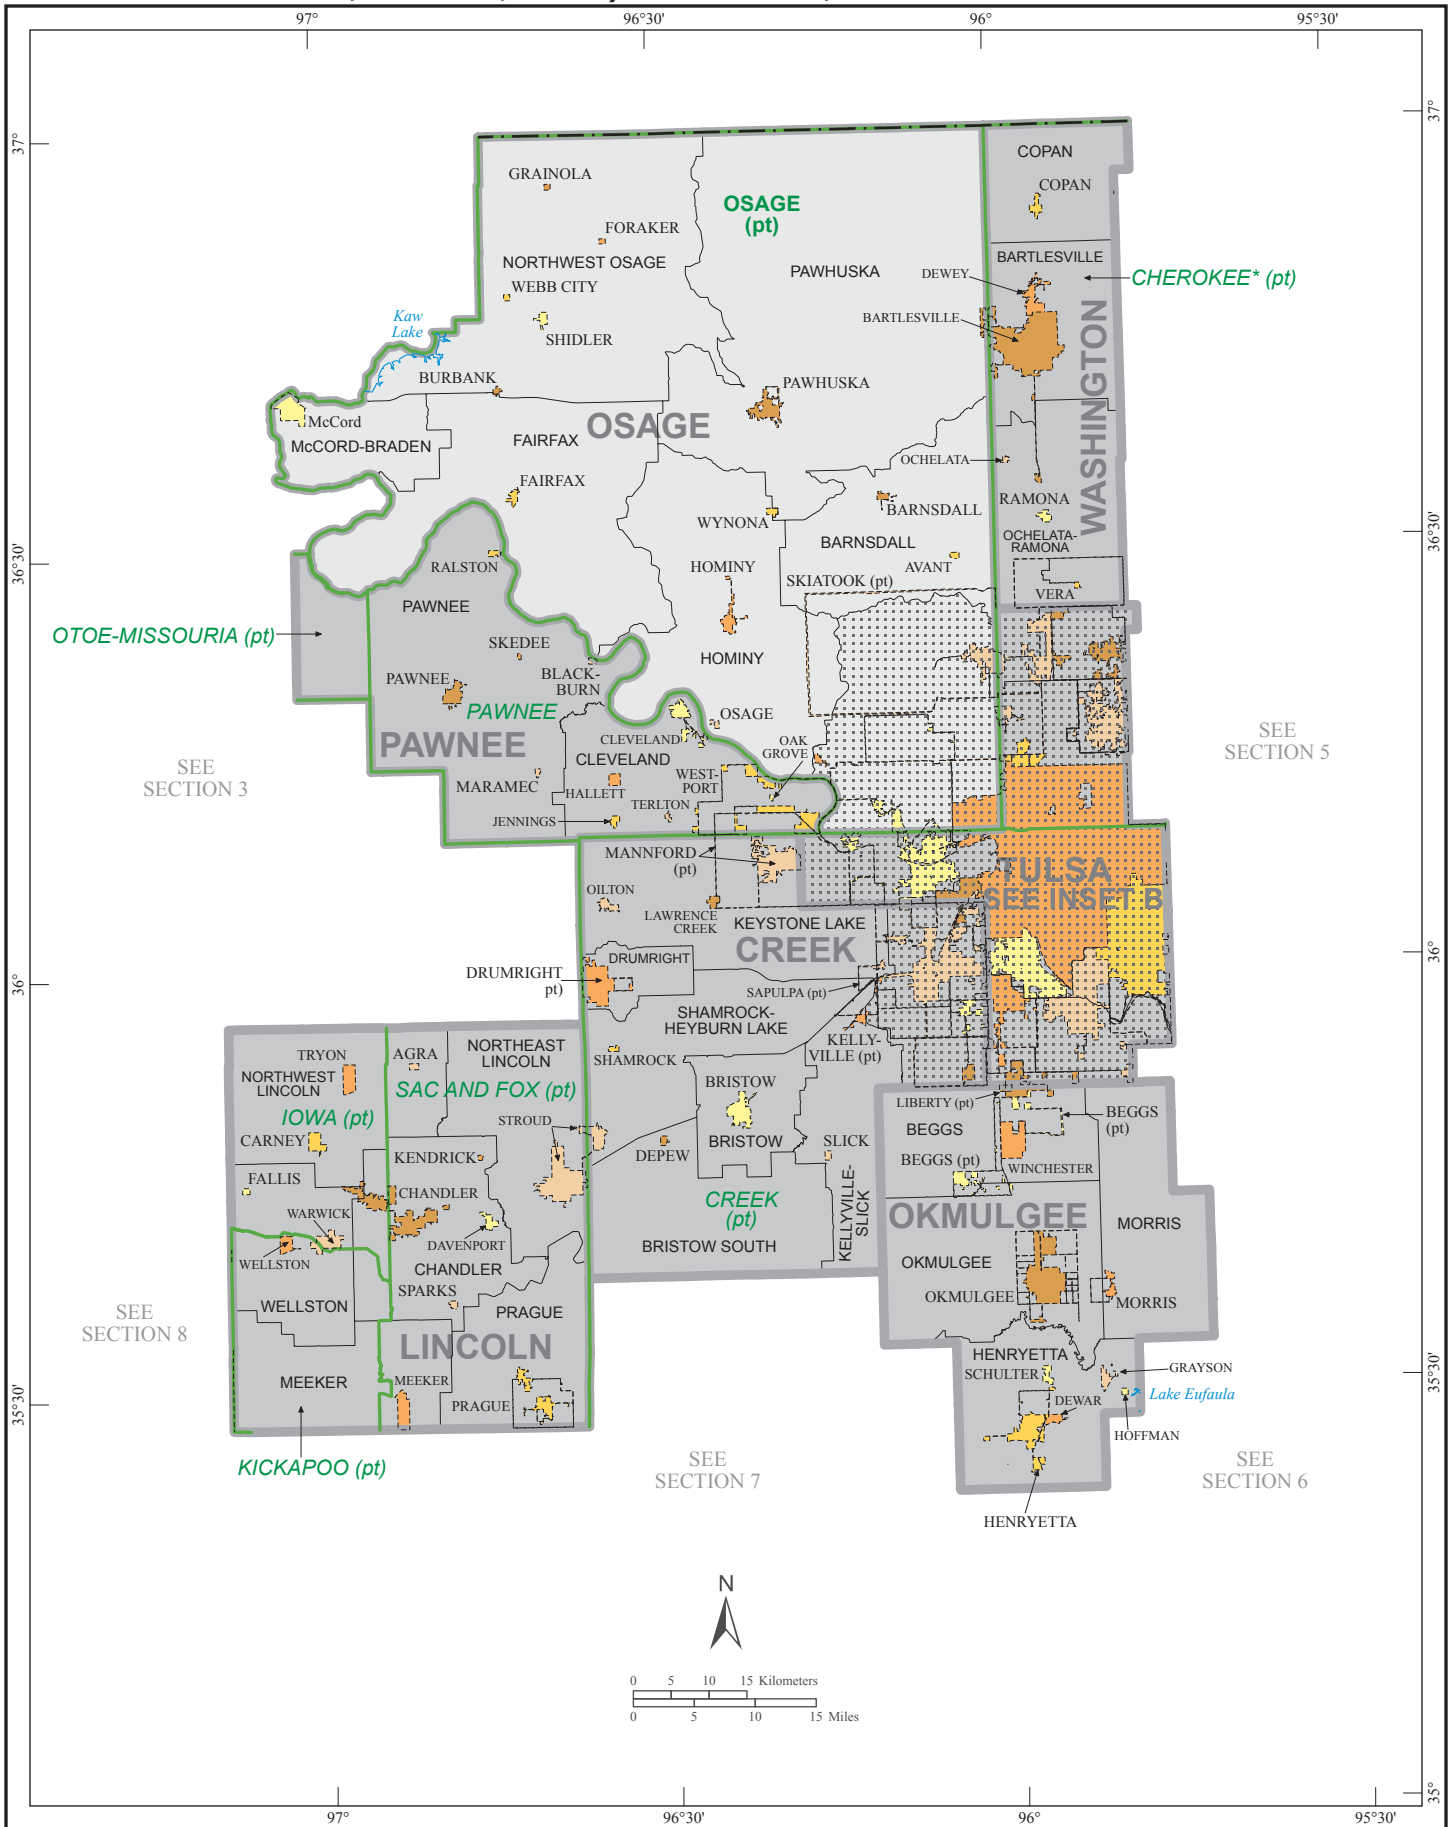 97°
96°30'
96°
95°30'
37°
37°
COPAN
COPAN
GRAINOLA
OSAGE
(pt)
FORAKER
NORTHWEST OSAGE
PAWHUSKA
BARTLESVILLE
DEWEY
CHEROKEE* (pt)
WEBB CITY
BARTLESVILLE
Kaw
Lake
SHIDLER
WASHINGTON
BURBANK
PAWHUSKA
McCord
OSAGE
McCORD-BRADEN
FAIRFAX
OCHELATA
FAIRFAX
RAMONA
WYNONA
BARNSDALL
OCHELATA-
RAMONA
BARNSDALL
36°30'
36°30'
RALSTON
HOMINY
AVANT
SKIATOOK (pt)
VERA
PAWNEE
OTOE-MISSOURIA (pt)
SKEDEE
HOMINY
BLACK-
BURN
PAWNEE
PAWNEE
OSAGE
PAWNEE
CLEVELAND
OAK
GROVE
SEE
SECTION 5
CLEVELAND
SEE
SECTION 3
WEST-
PORT
MARAMEC
HALLETT
TERLTON
JENNINGS
MANNFORD
(pt)
TULSA
SEE INSET B
OILTON
LAWRENCE
CREEK
KEYSTONE LAKE
CREEK
DRUMRIGHT
DRUMRIGHT
pt)
36°
36°
SAPULPA (pt)
SHAMROCK-
HEYBURN LAKE
KELLY-
VILLE (pt)
SHAMROCK
NORTHEAST
LINCOLN
TRYON
AGRA
NORTHWEST
LINCOLN
SAC AND FOX (pt)
BRISTOW
LIBERTY (pt)
BEGGS
(pt)
IOWA (pt)
STROUD
BEGGS
CARNEY
BRISTOW
SLICK
DEPEW
KENDRICK
BEGGS (pt)
WINCHESTER
FALLIS
CHANDLER
KELLYVILLE-
SLICK
CREEK
(pt)
WARWICK
OKMULGEE
MORRIS
DAVENPORT
BRISTOW SOUTH
WELLSTON
CHANDLER
OKMULGEE
SPARKS
OKMULGEE
WELLSTON
PRAGUE
MORRIS
SEE
SECTION 8
LINCOLN
HENRYETTA
GRAYSON
SCHULTER
MEEKER
MEEKER
Lake Eufaula
35°30'
35°30'
PRAGUE
DEWAR
HOFFMAN
KICKAPOO (pt)
SEE
SECTION 7
SEE
SECTION 6
HENRYETTA
N
0 5 10 15 Kilometers
0 5 10 15 Miles
35°
97°
96°30'
96°
95°30'